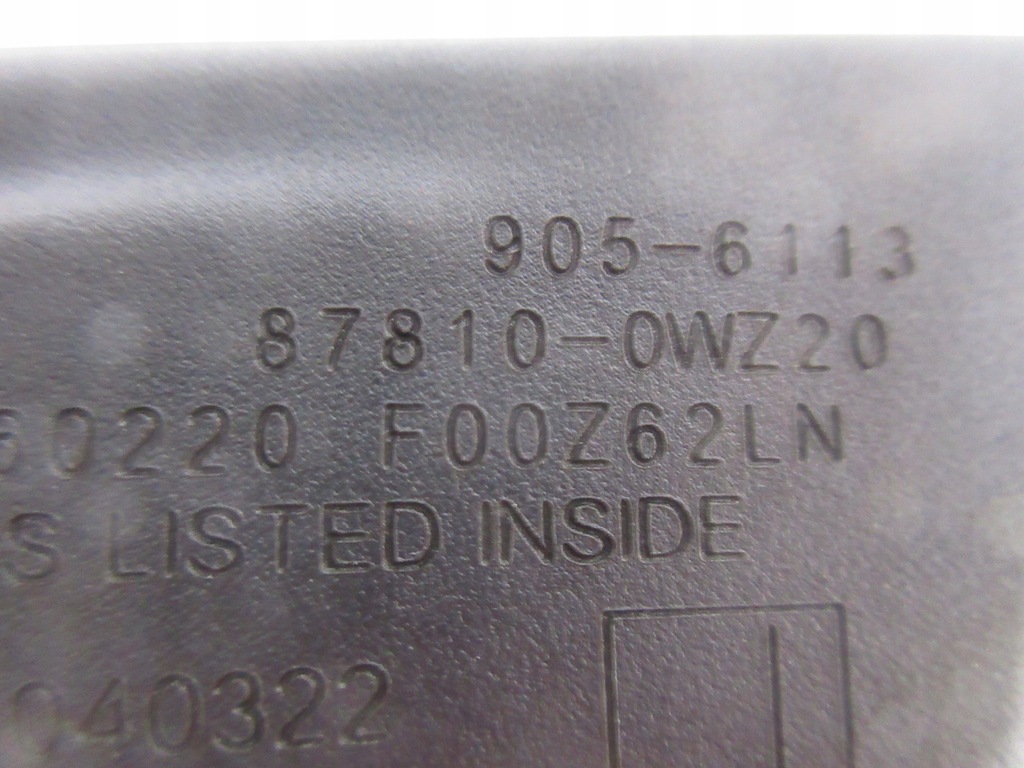 905-6113
87810-0WZ20
60220 F00Z62LN
S LISTED INSIDE
040322